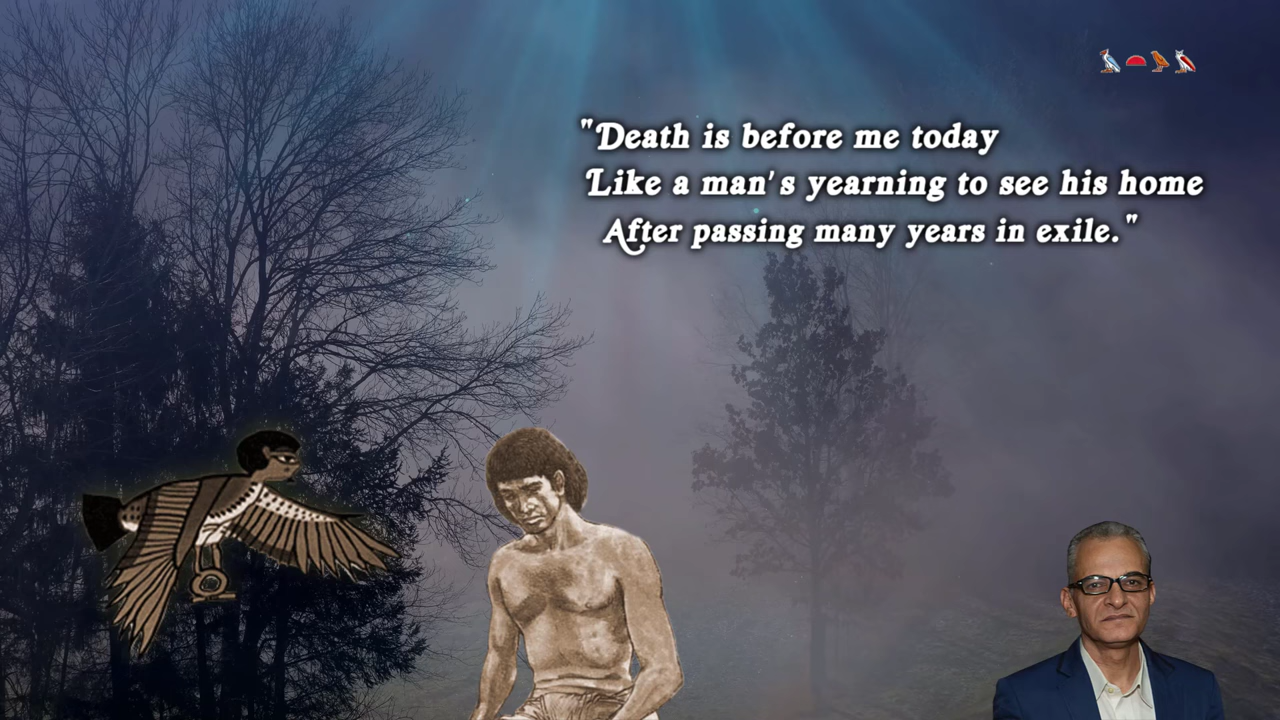 "Death is before me today
Like a man's yearning to see his home
After passing many years in exile."